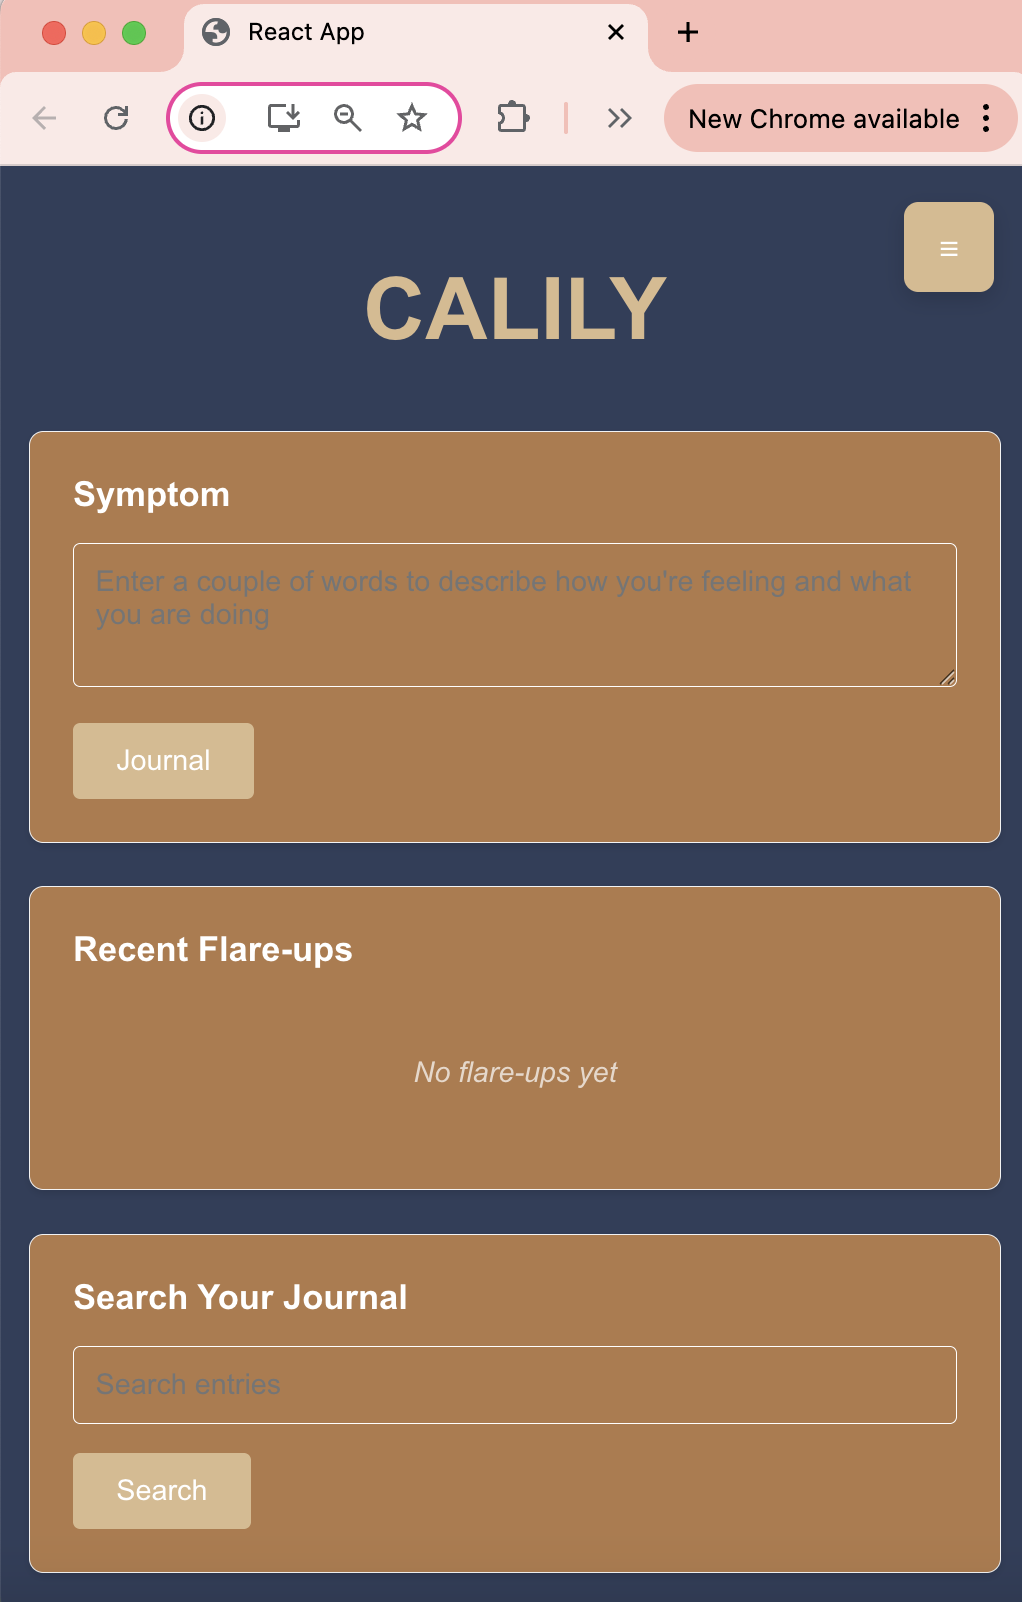 React App
New Chrome available
CALILY
Symptom
Enter a couple of words to describe how you're feeling and what
you are doing
Journal
Recent Flare-ups
No flare-ups yet
Search Your Journal
Search entries
Search